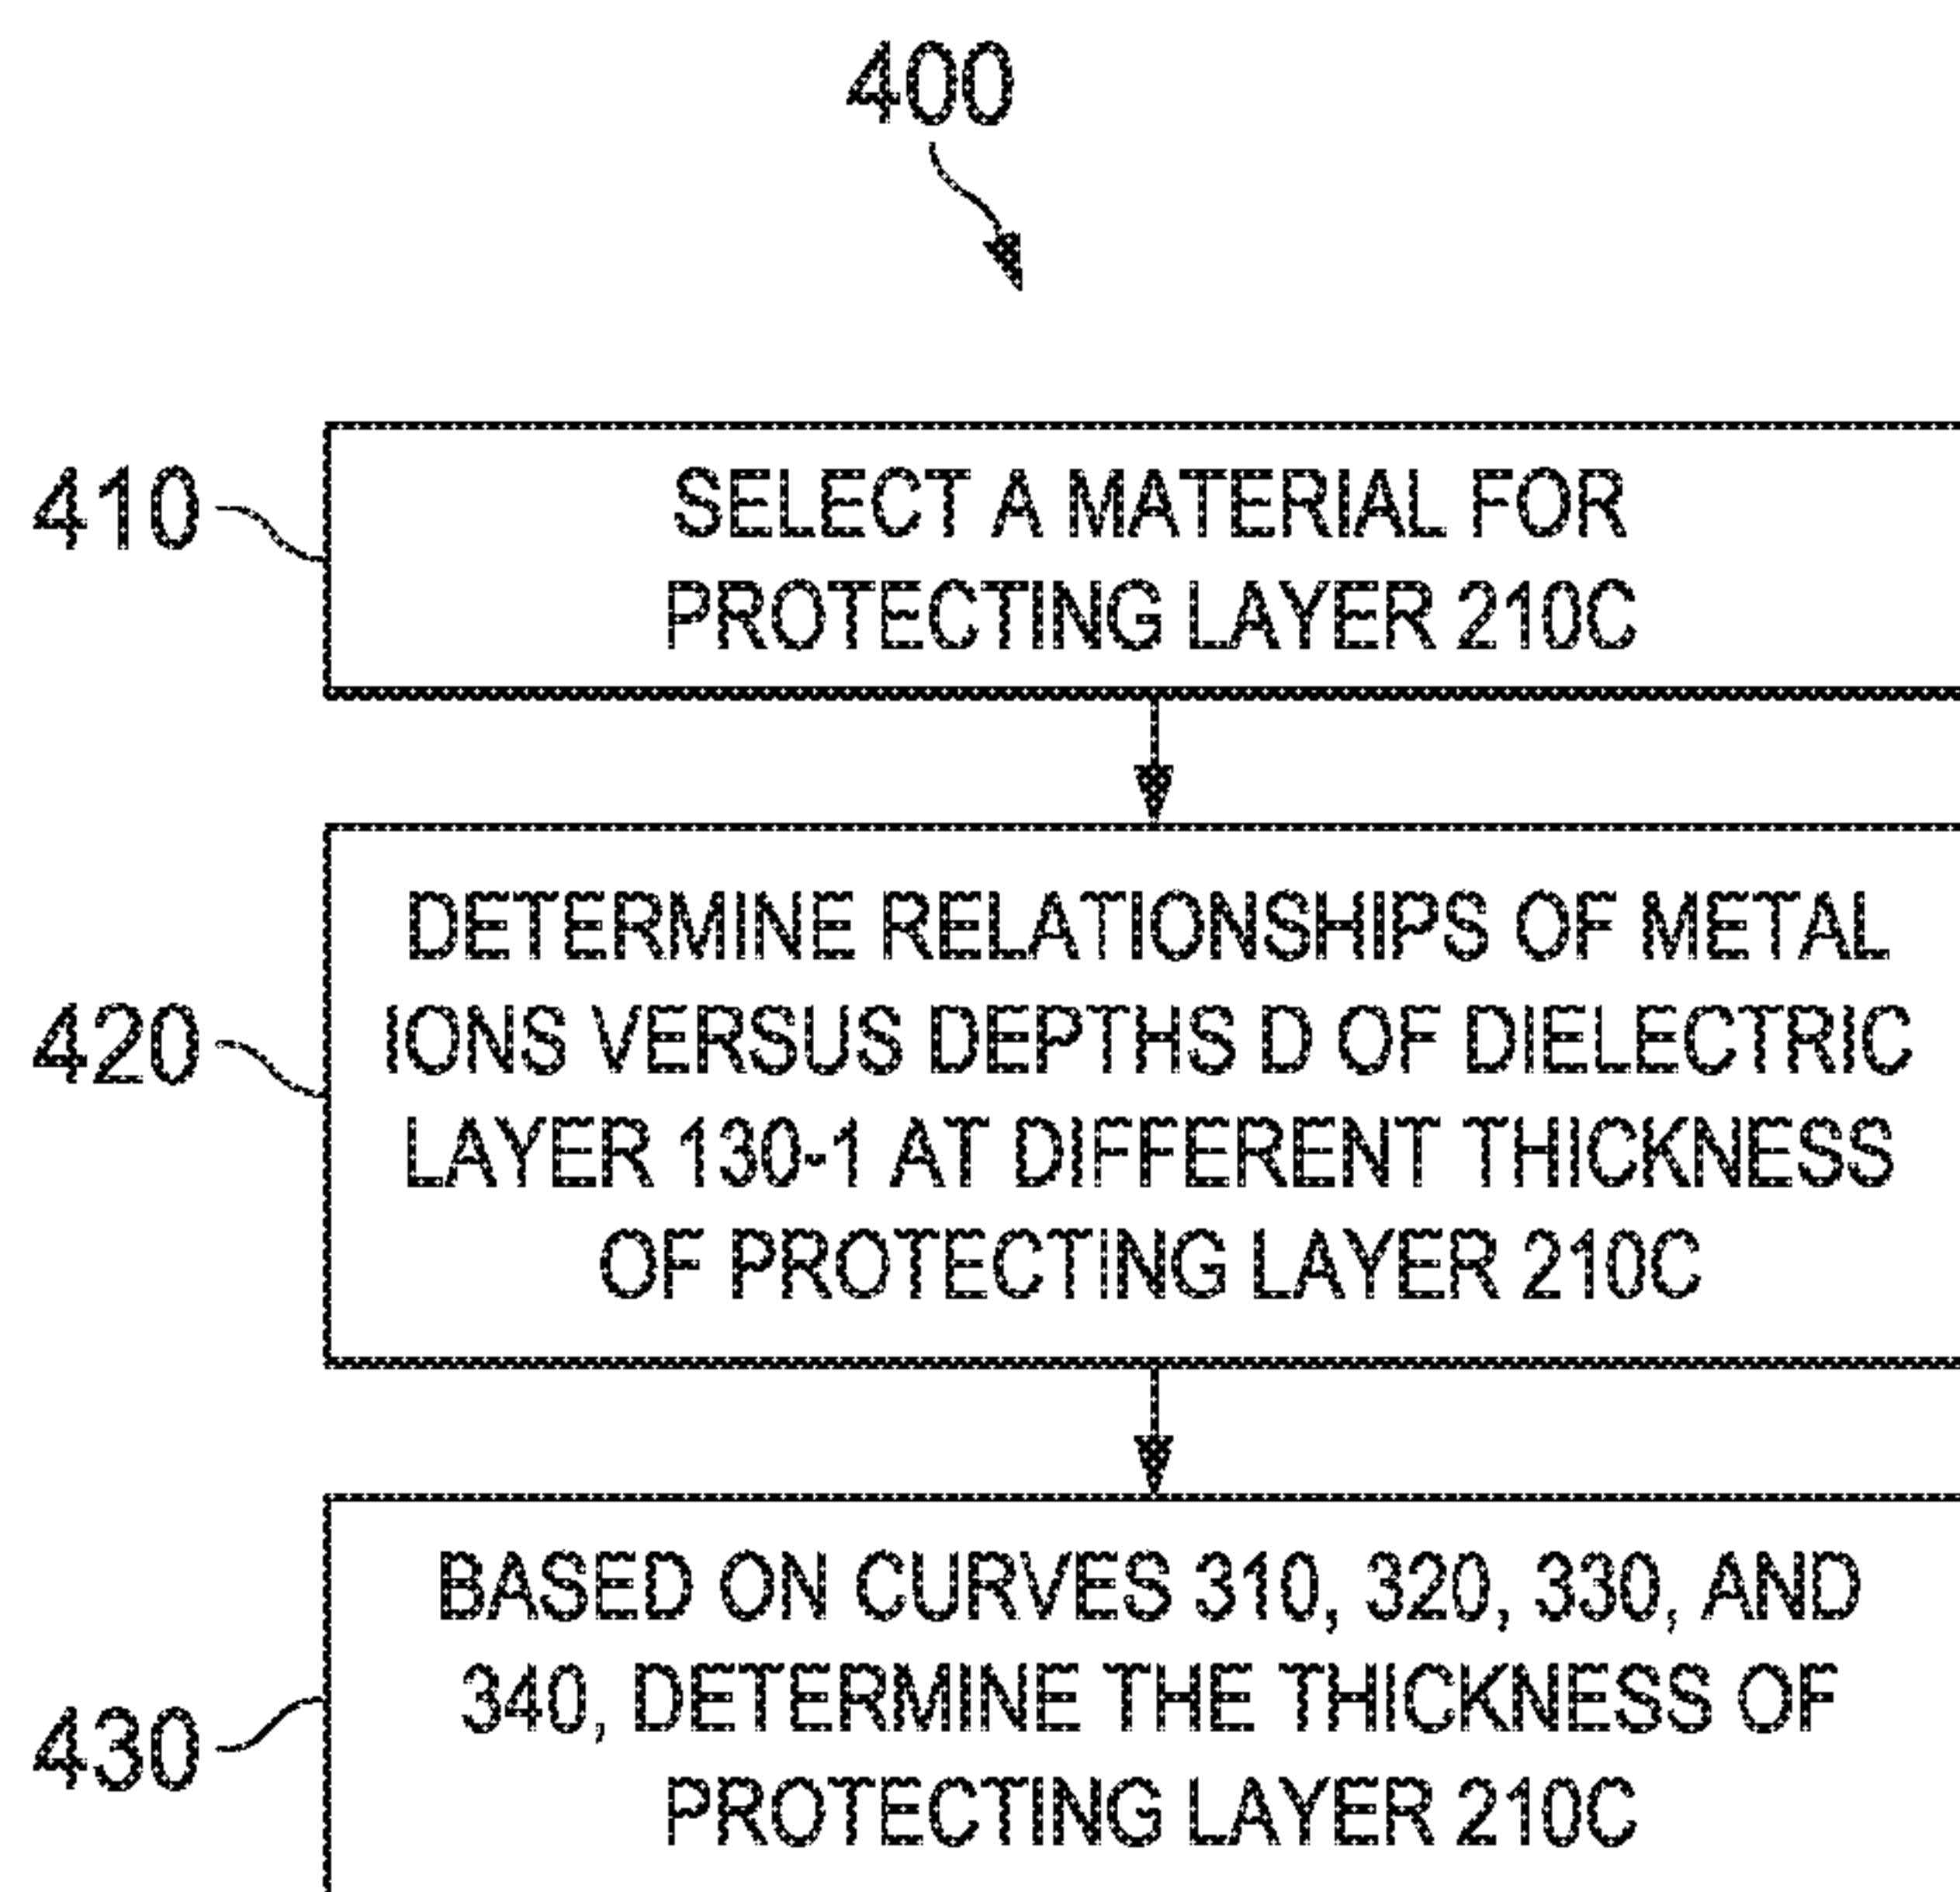 400
410
SELECT A MATERIAL FOR
PROTECTING LAYER 210C
420
DETERMINE RELATIONSHIPS OF METAL
IONS VERSUS DEPTHS D OF DIELECTRIC
LAYER 130-1 AT DIFFERENT THICKNESS
OF PROTECTING LAYER 210C
430
BASED ON CURVES 310, 320, 330, AND
340, DETERMINE THE THICKNESS OF
PROTECTING LAYER 210C